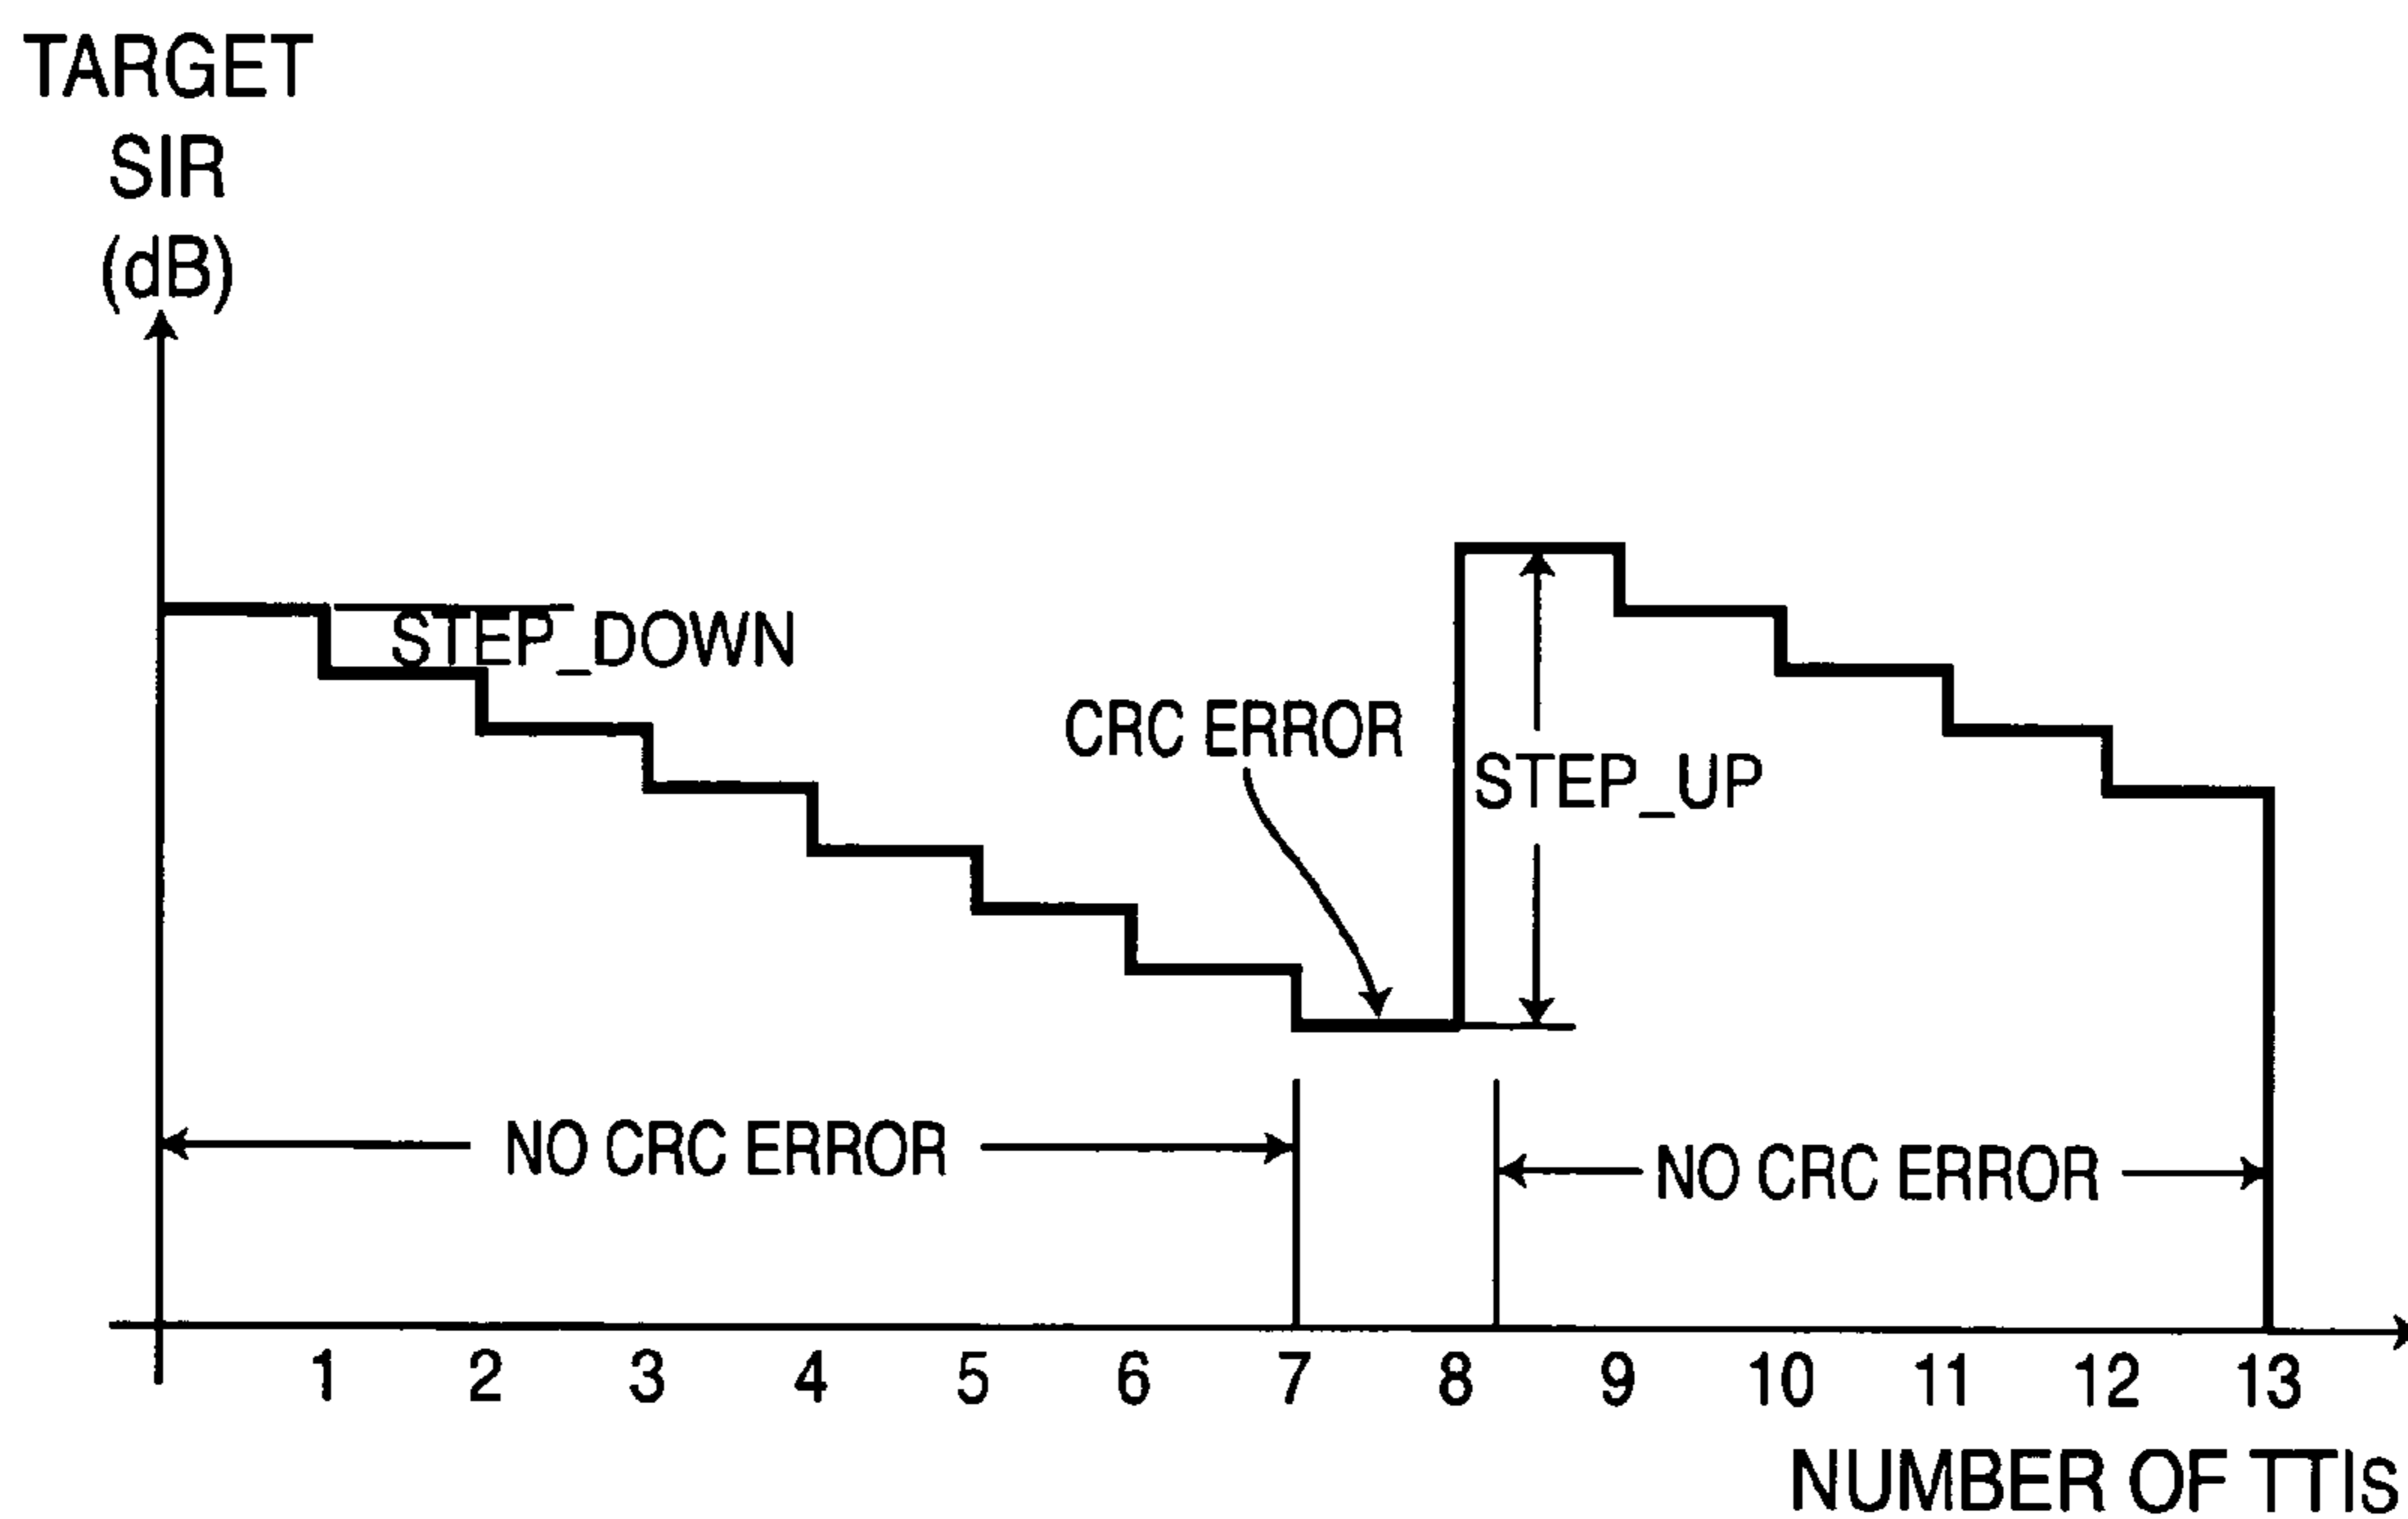 TARGET
SIR
(dB)
STEP_DOWN
CRC ERROR
STEP_UP
NO CRC ERROR
NO CRC ERROR
1 2 3 4 5 6 7 8 9 10 11 12 13
NUMBER OF TTIS